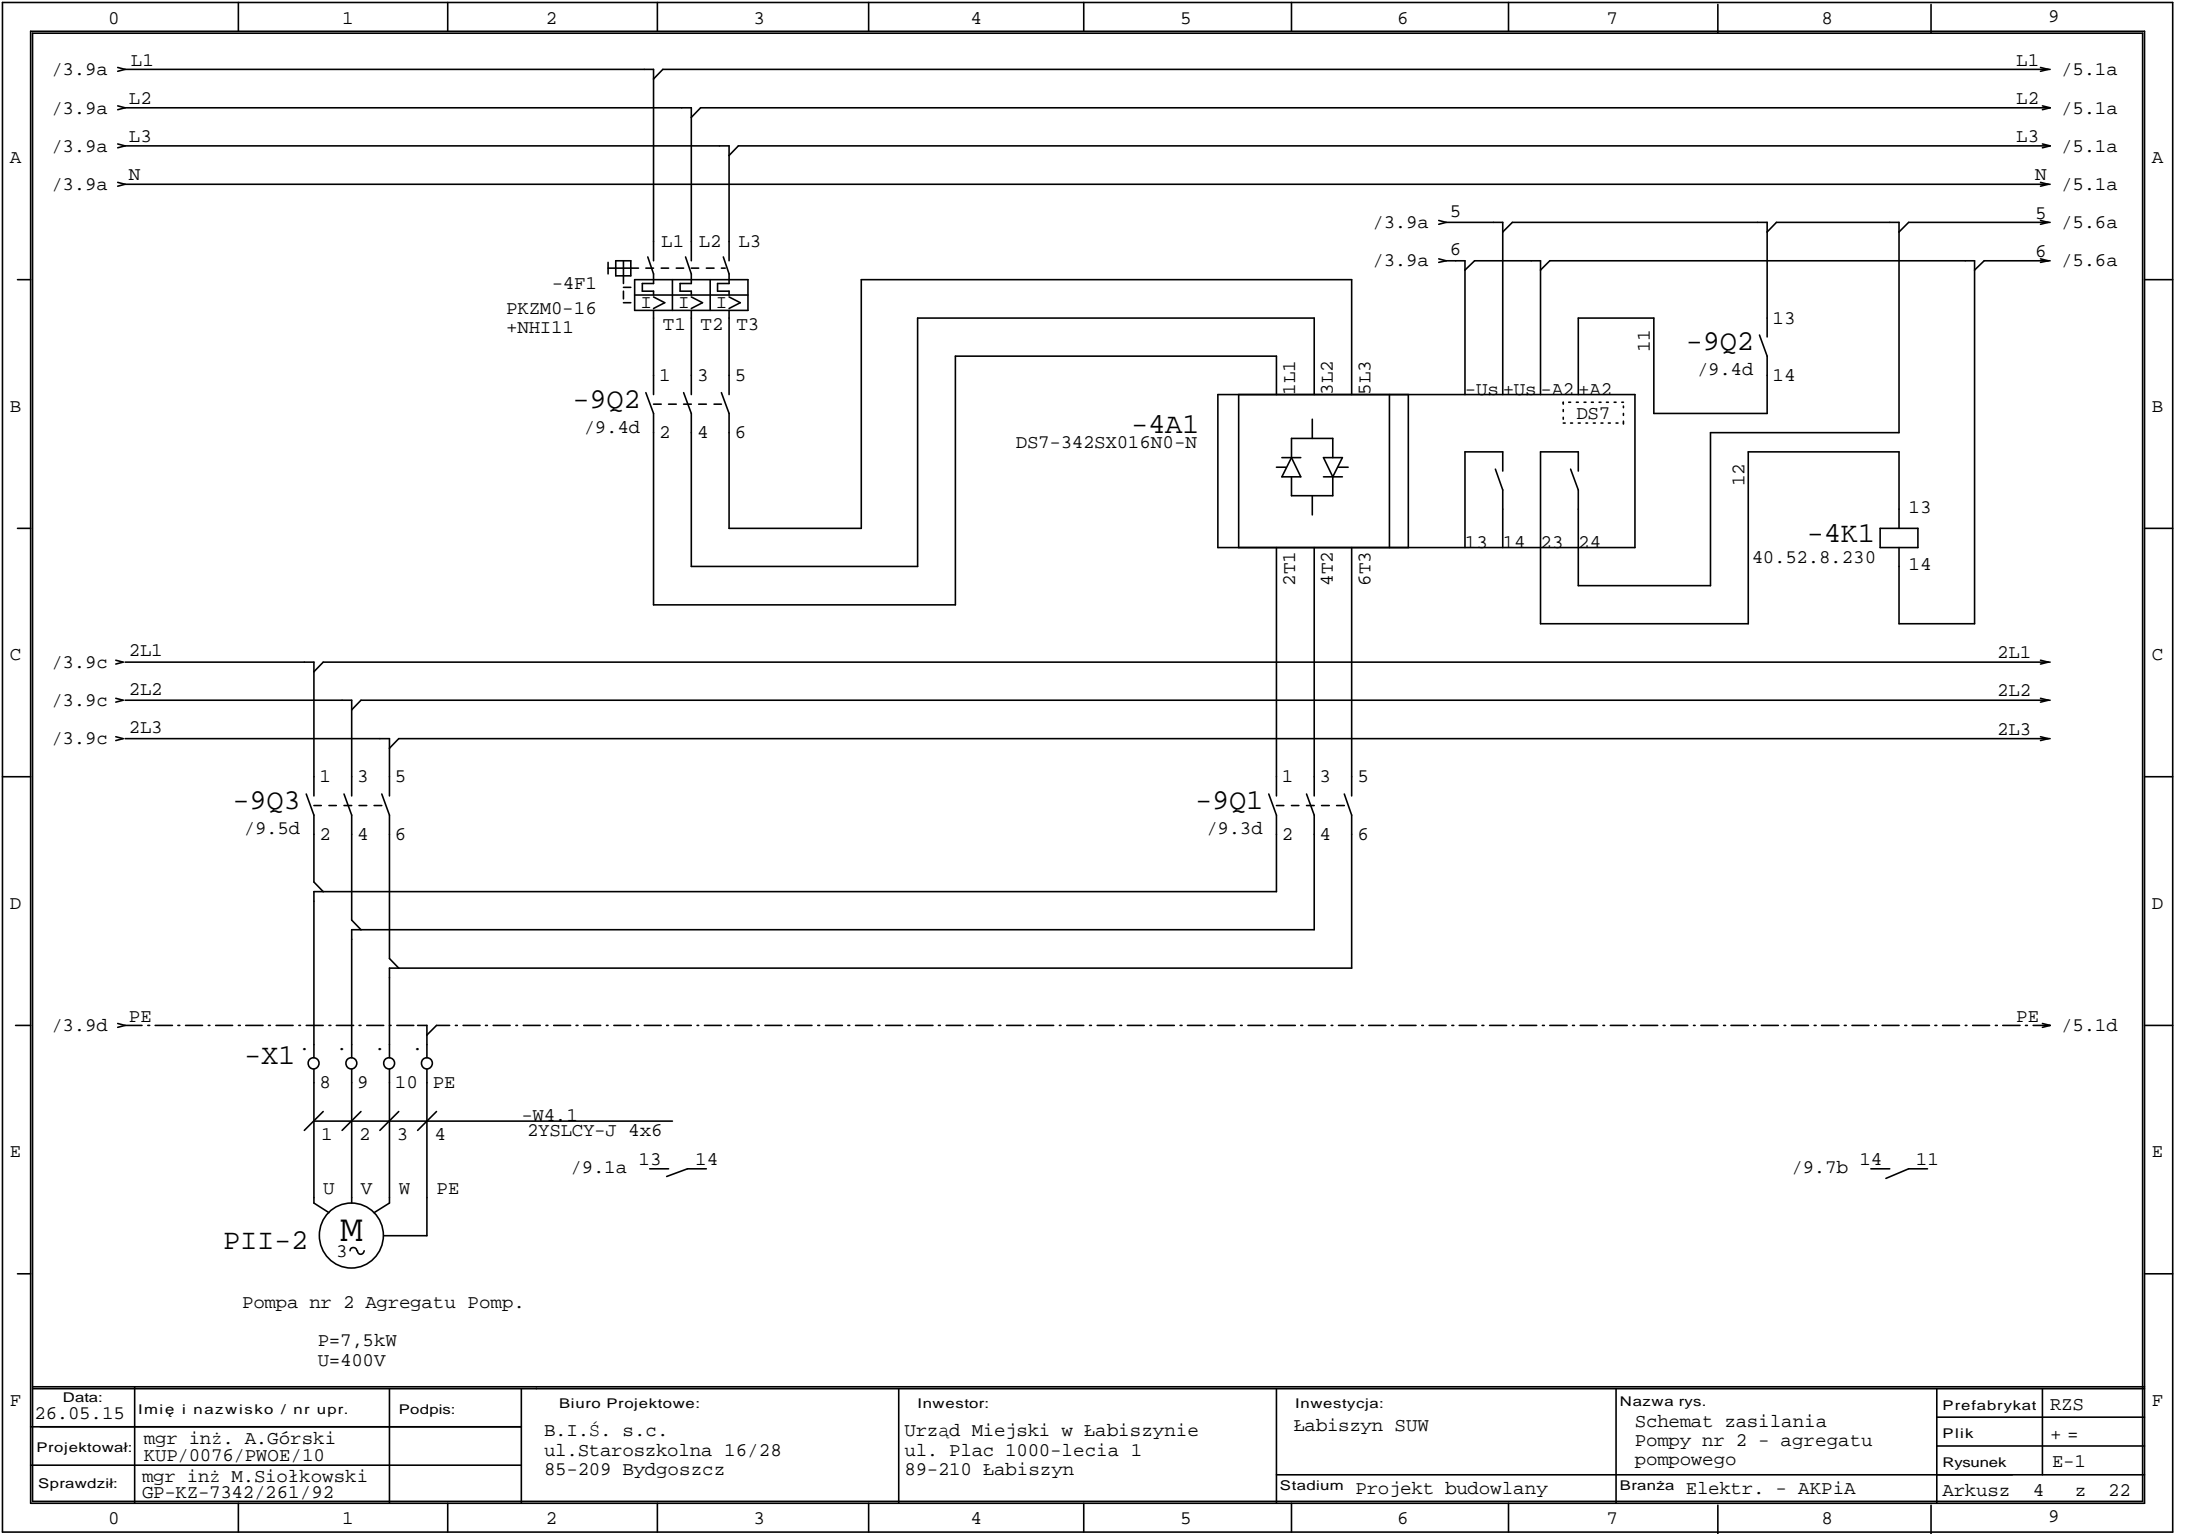 0 1 2 3 4 5 6 7 8 9
/3.9a L1 L1 /5.1a
/3.9a L2 L2 /5.1a
/3.9a L3 L3 /5.1a
A A
/3.9a N N /5.1a
/3.9a 5 5 /5.6a
/3.9a 6 6 /5.6a
L1 L2 L3
-4F1
PKZM0-16
+NHI11
I> I> I>
T1 T2 T3
1 3 5
-9Q2
/9.4d
2 4 6
B B
1L1 3L2 5L3
-Us +Us -A2 +A2
DS7
-4A1
DS7-342SX016N0-N
13 14 23 24
2T1 4T2 6T3
11
13
-9Q2
/9.4d
14
12
13
-4K1
40.52.8.230
14
C C
/3.9c 2L1 2L1
/3.9c 2L2 2L2
/3.9c 2L3 2L3
1 3 5
-9Q3
/9.5d
2 4 6
1 3 5
-9Q1
/9.3d
2 4 6
D D
/3.9d PE PE /5.1d
-X1
8 9 10 PE
-W4.1
2YSLCY-J 4x6
1 2 3 4
E E
/9.1a 13 14
/9.7b 14 11
U V W PE
PII-2
M
3~
Pompa nr 2 Agregatu Pomp.
P=7,5kW
U=400V
F F
Data:
26.05.15
Imię i nazwisko / nr upr.
Podpis:
Projektował:
mgr inż. A.Górski
KUP/0076/PWOE/10
Sprawdził:
mgr inż M.Siołkowski
GP-KZ-7342/261/92
Biuro Projektowe:
B.I.Ś. s.c.
ul.Staroszkolna 16/28
85-209 Bydgoszcz
Inwestor:
Urząd Miejski w Łabiszynie
ul. Plac 1000-lecia 1
89-210 Łabiszyn
Inwestycja:
Łabiszyn SUW
Stadium Projekt budowlany
Nazwa rys.
Schemat zasilania
Pompy nr 2 - agregatu
pompowego
Branża Elektr. - AKPiA
Prefabrykat RZS
Plik + =
Rysunek E-1
Arkusz 4 z 22
0 1 2 3 4 5 6 7 8 9